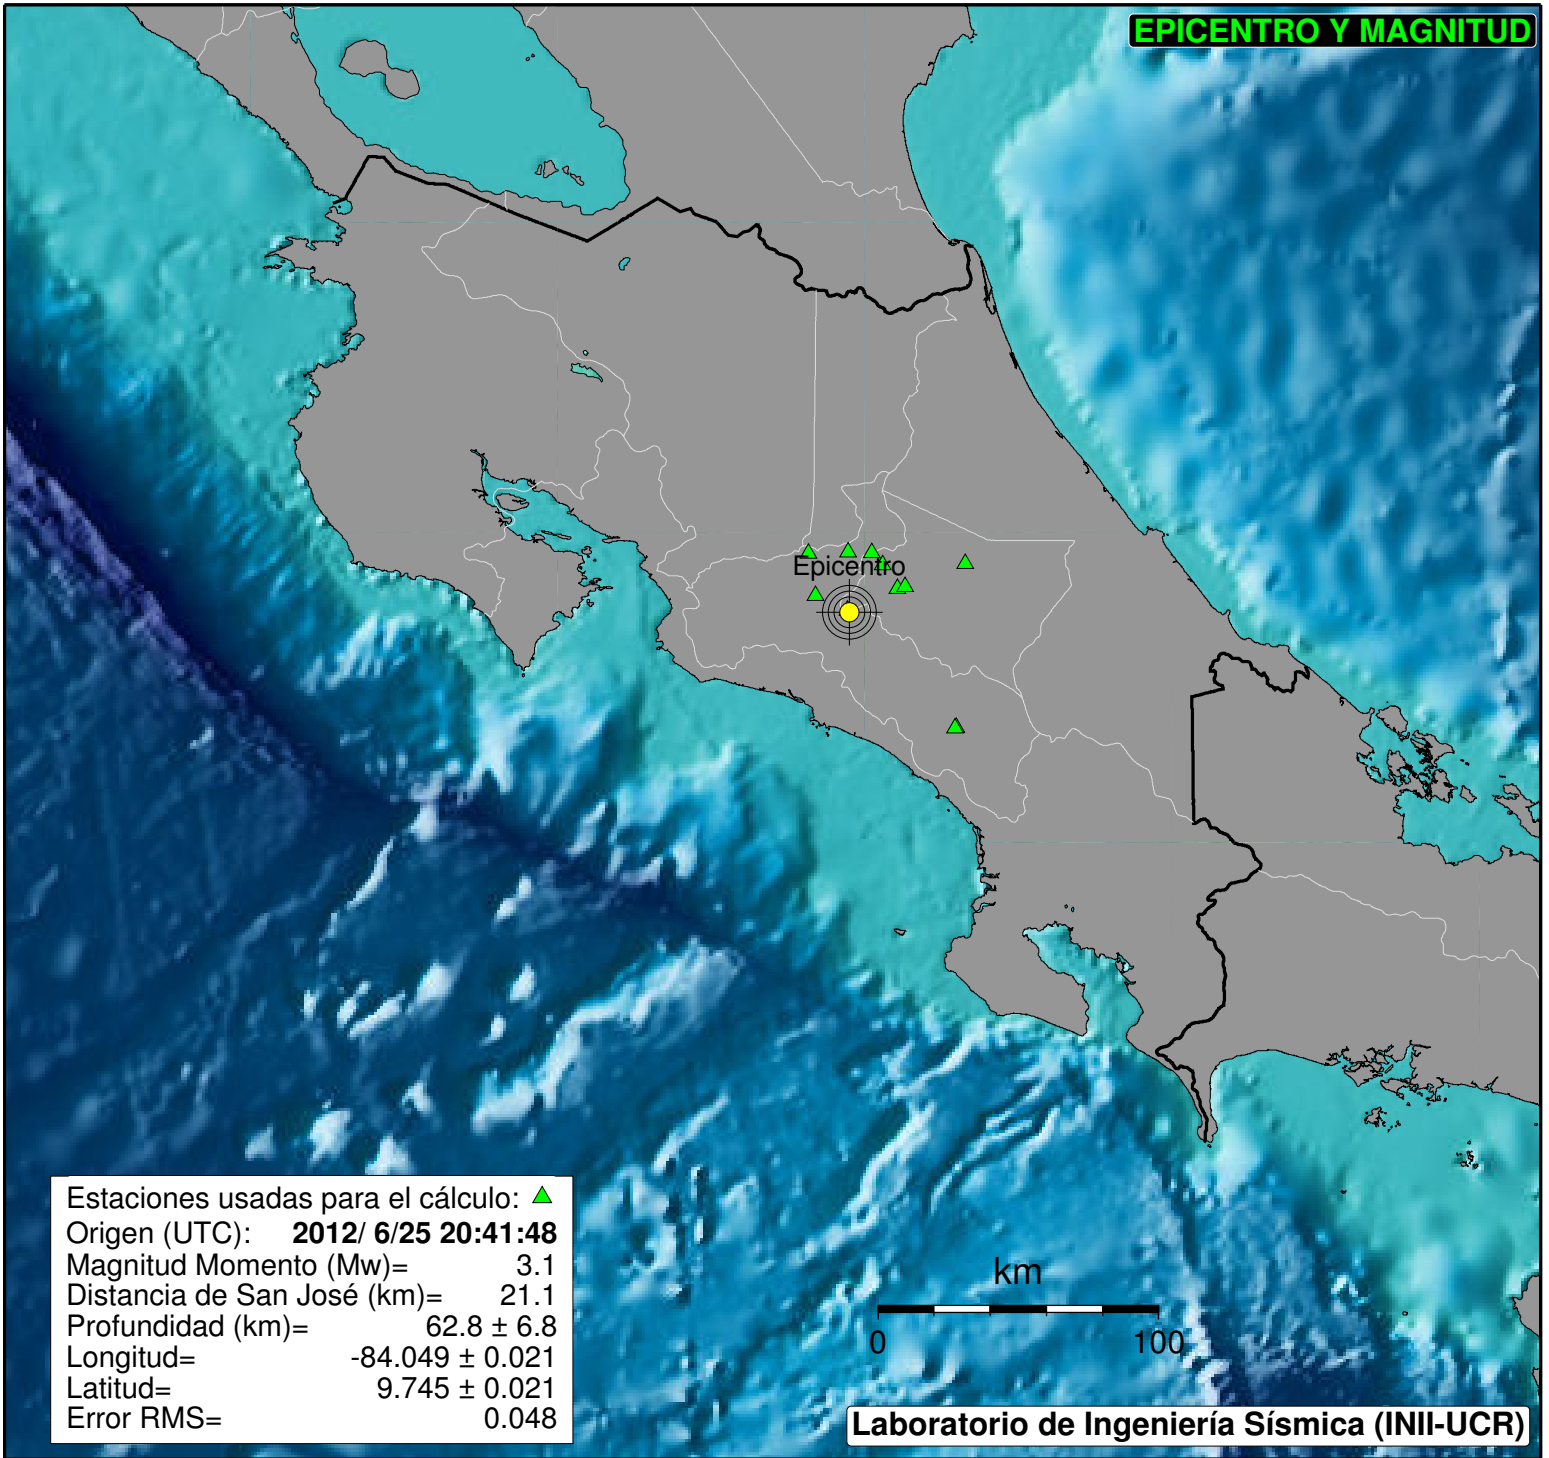 EPICENTRO Y MAGNITUD
Epicentro
Estaciones usadas para el cálculo:
Origen (UTC): 2012/ 6/25 20:41:48
Magnitud Momento (Mw)= 3.1
Distancia de San José (km)= 21.1
Profundidad (km)= 62.8 ± 6.8
Longitud= -84.049 ± 0.021
Latitud= 9.745 ± 0.021
Error RMS= 0.048
km
0 100
Laboratorio de Ingeniería Sísmica (INII-UCR)